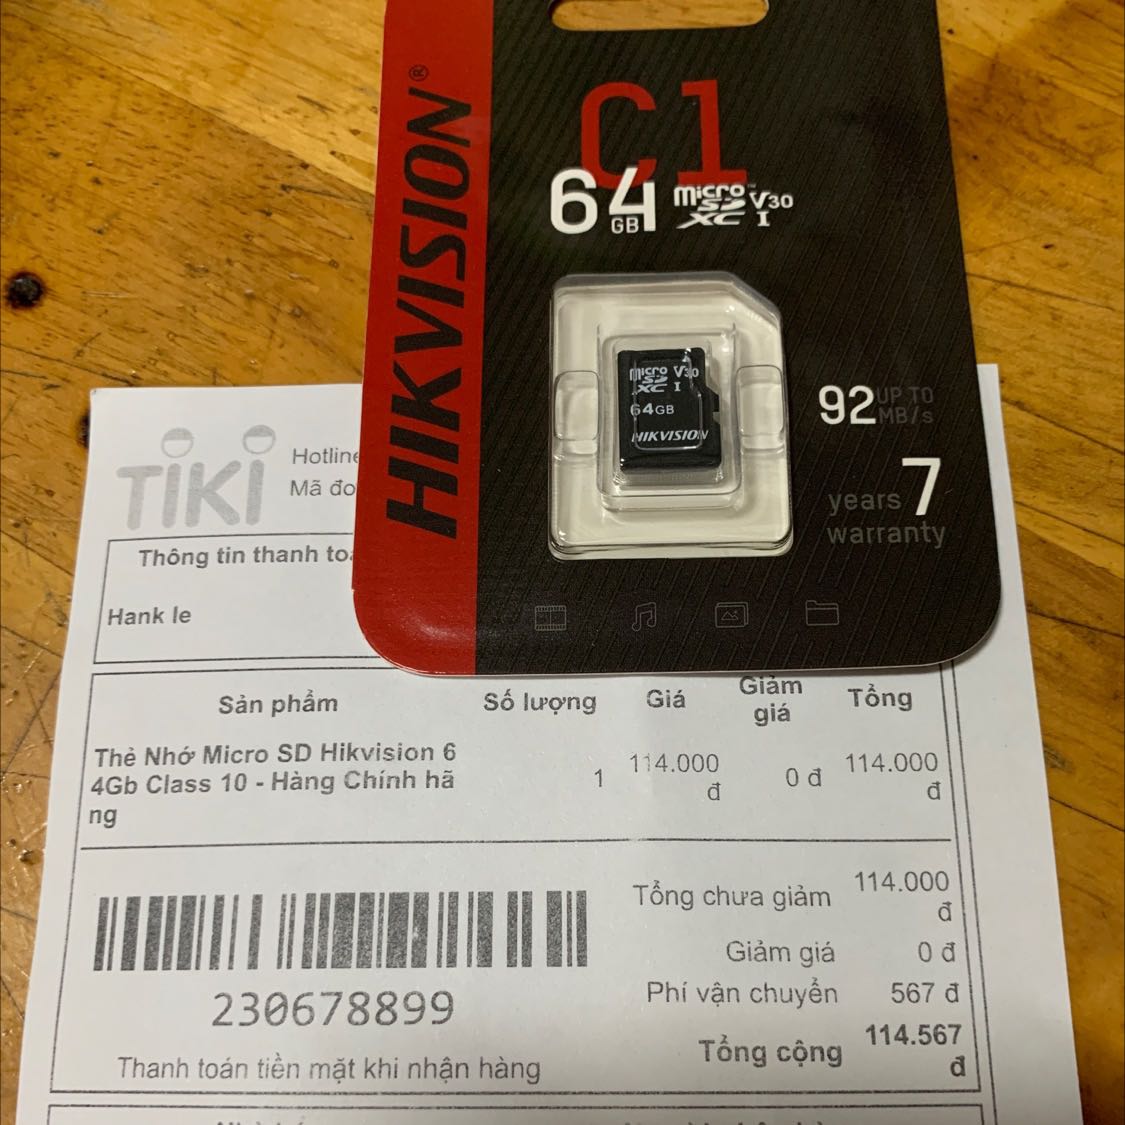 HIKVISION®
C1
64 GB micro SD XC™ I V30
micro SD XC I V30
64GB
HIKVISION
92 UP TO MB/s
years 7
warranty
TiKi
Hotline
Mã đo
Thông tin thanh toá
Hank le
Sản phẩm Số lượng Giá Giảm giá Tổng
Thẻ Nhớ Micro SD Hikvision 6
4Gb Class 10 - Hàng Chính hã
ng
1 114.000 đ 0 đ 114.000 đ
Tổng chưa giảm 114.000 đ
Giảm giá 0 đ
Phí vận chuyển 567 đ
Tổng cộng 114.567 đ
230678899
Thanh toán tiền mặt khi nhận hàng